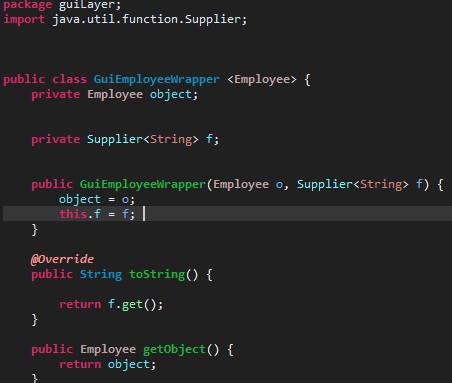 package guiLayer;
import java.util.function.Supplier;
public class GuiEmployeeWrapper <Employee> {
private Employee object;
private Supplier<String> f;
public GuiEmployeeWrapper(Employee o, Supplier<String> f) {
object = o;
this.f = f;
}
@Override
public String toString() {
return f.get();
}
public Employee getObject() {
return object;
}